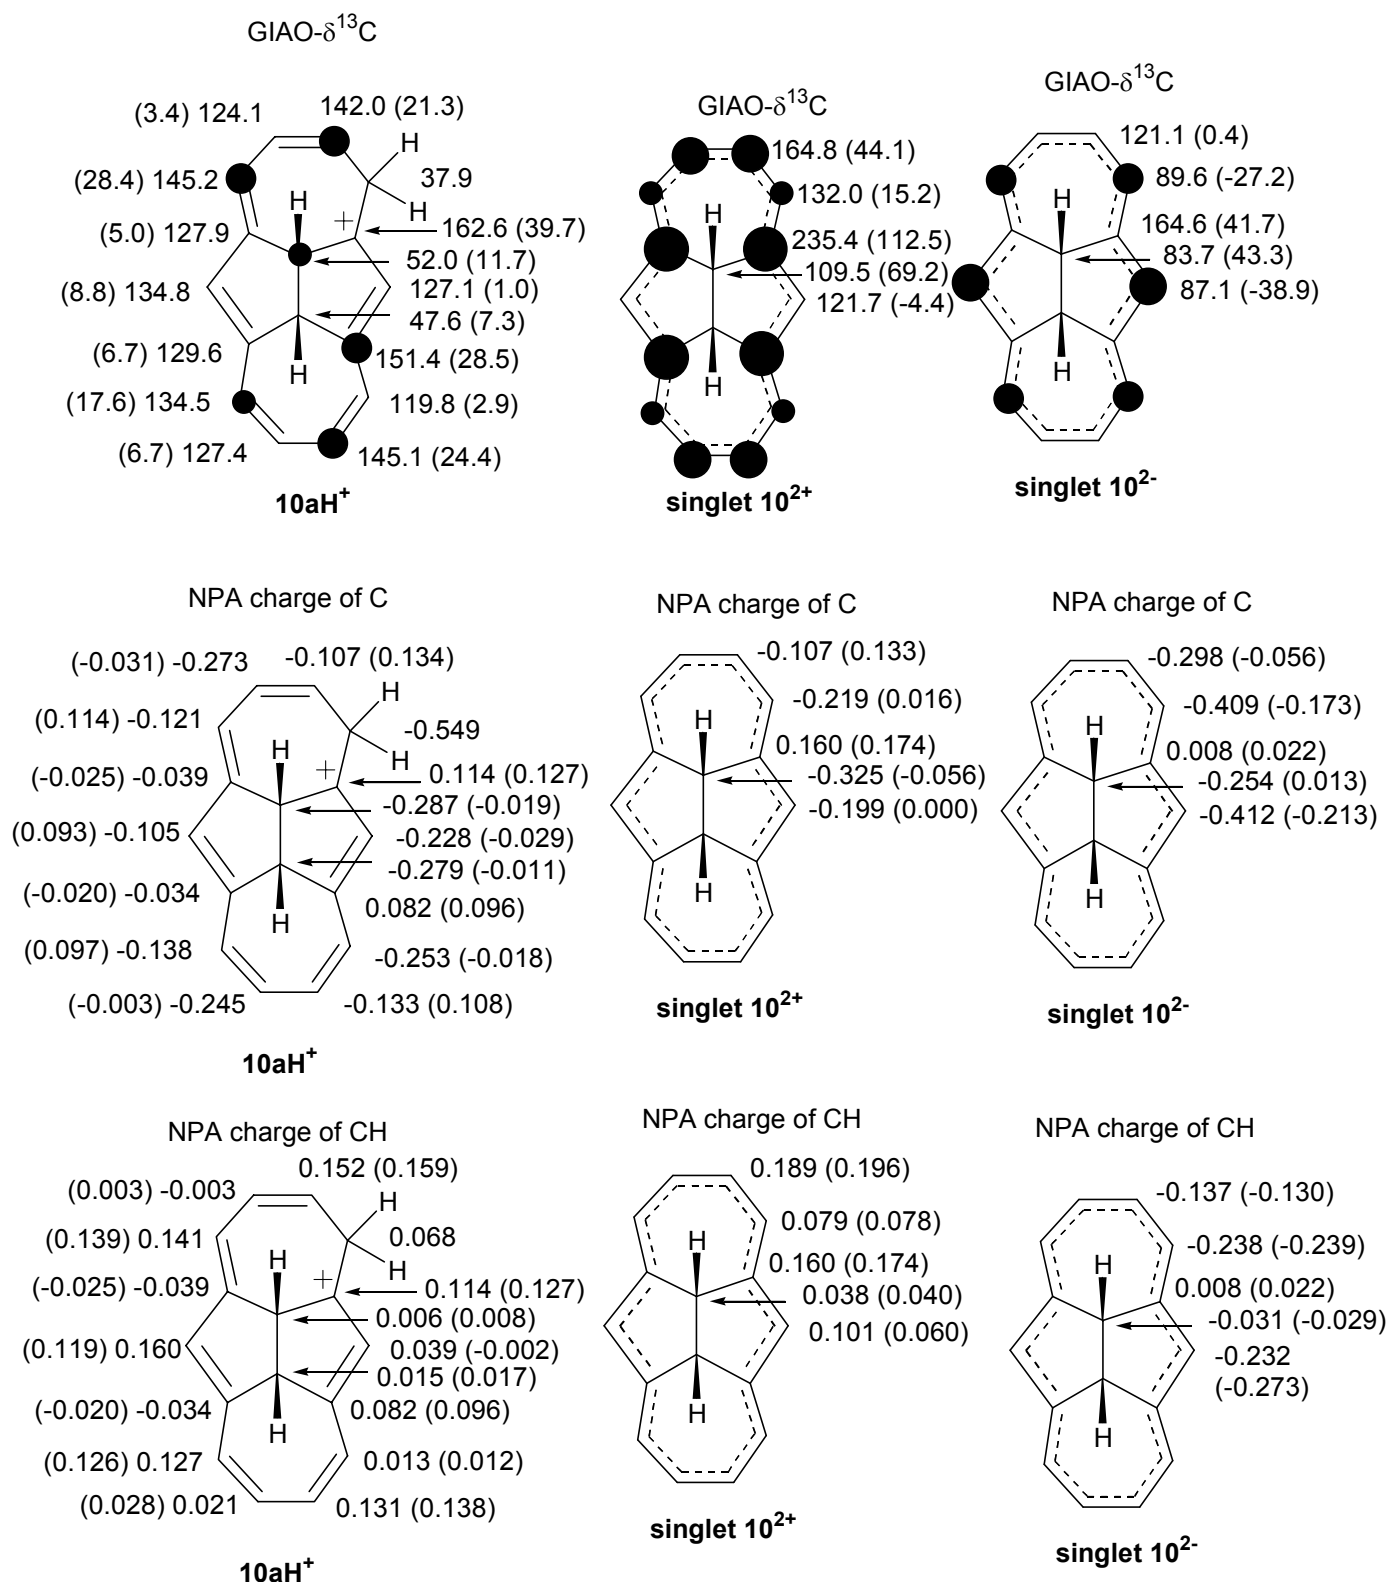 GIAO-δ¹³C
(3.4) 124.1
142.0 (21.3)
H
(28.4) 145.2
37.9
H
H
+
(5.0) 127.9
162.6 (39.7)
52.0 (11.7)
(8.8) 134.8
127.1 (1.0)
47.6 (7.3)
(6.7) 129.6
151.4 (28.5)
H
(17.6) 134.5
119.8 (2.9)
(6.7) 127.4
145.1 (24.4)
10aH⁺
GIAO-δ¹³C
164.8 (44.1)
132.0 (15.2)
H
235.4 (112.5)
109.5 (69.2)
121.7 (-4.4)
H
singlet 10²⁺
GIAO-δ¹³C
121.1 (0.4)
89.6 (-27.2)
H
164.6 (41.7)
83.7 (43.3)
87.1 (-38.9)
H
singlet 10²⁻
NPA charge of C
(-0.031) -0.273
-0.107 (0.134)
H
(0.114) -0.121
-0.549
H
H
+
(-0.025) -0.039
0.114 (0.127)
-0.287 (-0.019)
(0.093) -0.105
-0.228 (-0.029)
-0.279 (-0.011)
(-0.020) -0.034
0.082 (0.096)
H
(0.097) -0.138
-0.253 (-0.018)
(-0.003) -0.245
-0.133 (0.108)
10aH⁺
NPA charge of C
-0.107 (0.133)
-0.219 (0.016)
H
0.160 (0.174)
-0.325 (-0.056)
-0.199 (0.000)
H
singlet 10²⁺
NPA charge of C
-0.298 (-0.056)
-0.409 (-0.173)
H
0.008 (0.022)
-0.254 (0.013)
-0.412 (-0.213)
H
singlet 10²⁻
NPA charge of CH
0.152 (0.159)
(0.003) -0.003
H
(0.139) 0.141
0.068
H
H
+
(-0.025) -0.039
0.114 (0.127)
0.006 (0.008)
(0.119) 0.160
0.039 (-0.002)
0.015 (0.017)
(-0.020) -0.034
0.082 (0.096)
H
(0.126) 0.127
0.013 (0.012)
(0.028) 0.021
0.131 (0.138)
10aH⁺
NPA charge of CH
0.189 (0.196)
0.079 (0.078)
H
0.160 (0.174)
0.038 (0.040)
0.101 (0.060)
H
singlet 10²⁺
NPA charge of CH
-0.137 (-0.130)
-0.238 (-0.239)
H
0.008 (0.022)
-0.031 (-0.029)
-0.232
(-0.273)
H
singlet 10²⁻